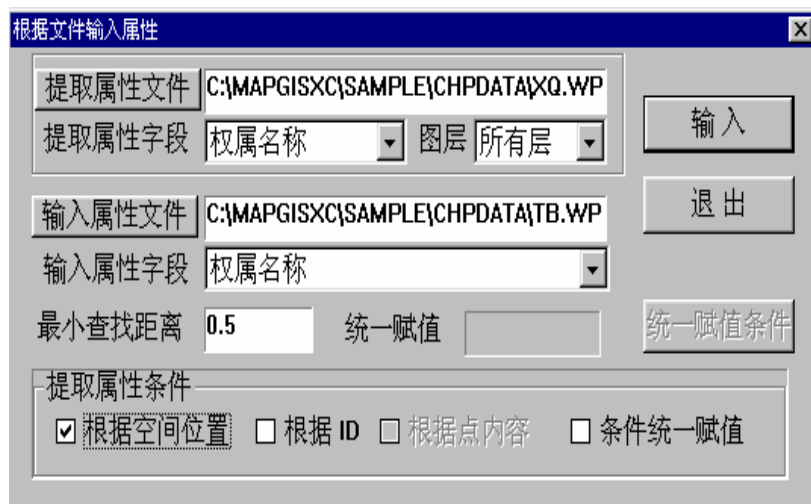 根据文件输入属性
提取属性文件 C:\MAPGISXC\SAMPLE\CHPDATA\XQ.WP
提取属性字段 权属名称 图层 所有层 输入
输入属性文件 C:\MAPGISXC\SAMPLE\CHPDATA\TB.WP 退出
输入属性字段 权属名称
最小查找距离 0.5 统一赋值 统一赋值条件
提取属性条件
根据空间位置 根据 ID 根据点内容 条件统一赋值